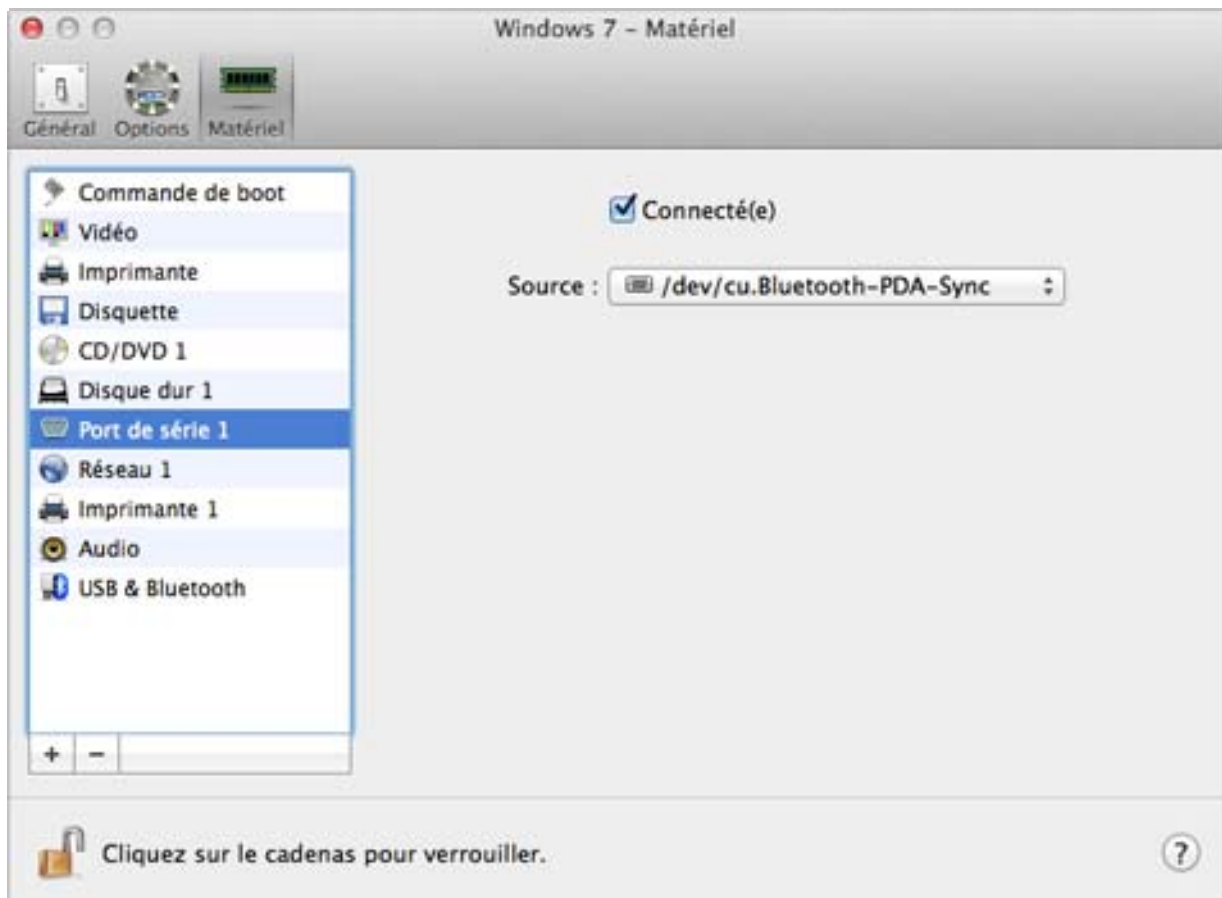 Windows 7 – Matériel
Général Options Matériel
Commande de boot
Vidéo
Imprimante
Disquette
CD/DVD 1
Disque dur 1
Port de série 1
Réseau 1
Imprimante 1
Audio
USB & Bluetooth
+ −
Connecté(e)
Source : /dev/cu.Bluetooth-PDA-Sync
Cliquez sur le cadenas pour verrouiller.
?